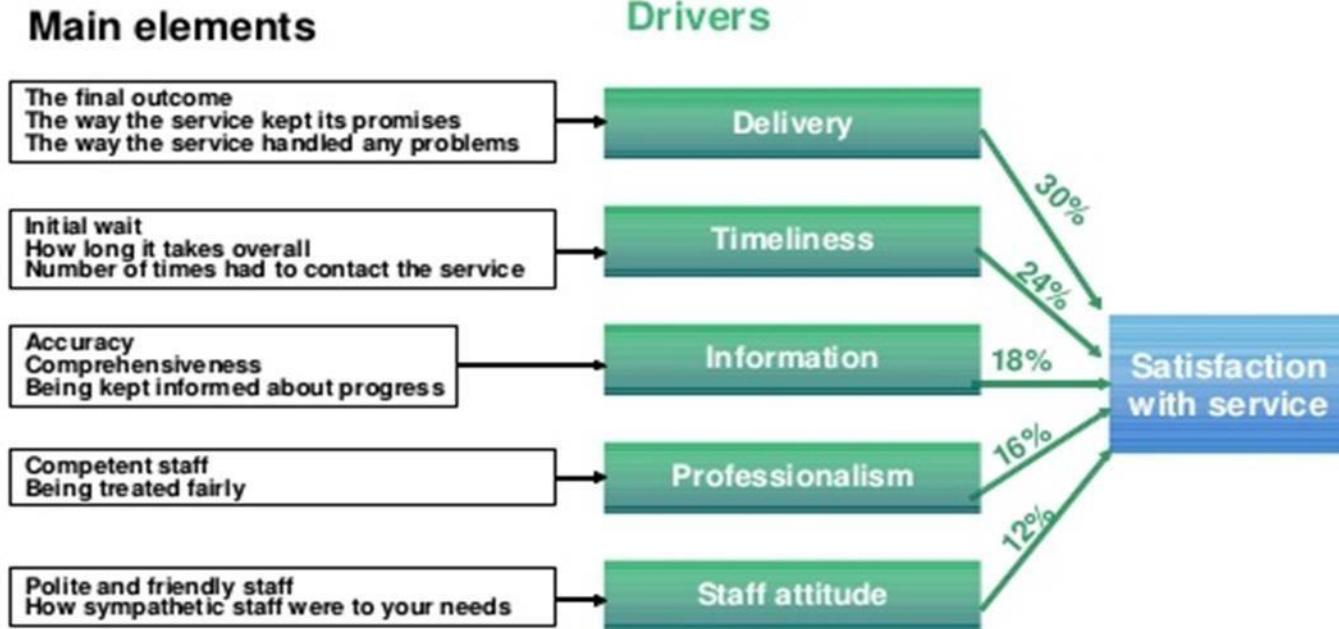 Main elements
Drivers
The final outcome
The way the service kept its promises
The way the service handled any problems
Delivery
30%
Initial wait
How long it takes overall
Number of times had to contact the service
Timeliness
24%
Accuracy
Comprehensiveness
Being kept informed about progress
Information
18%
Satisfaction
with service
Competent staff
Being treated fairly
Professionalism
16%
Polite and friendly staff
How sympathetic staff were to your needs
Staff attitude
12%